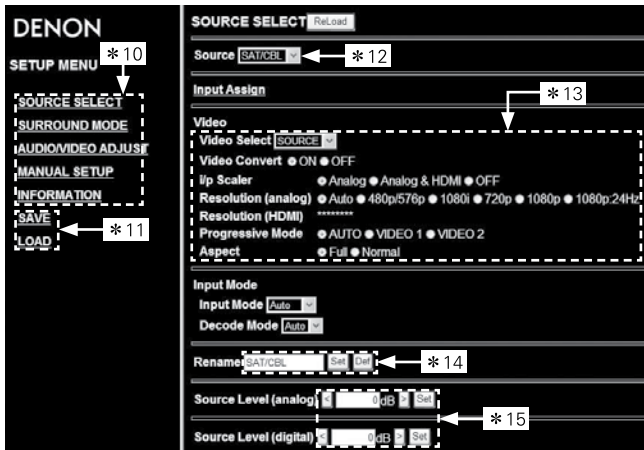 DENON
SETUP MENU
*10
SOURCE SELECT
SURROUND MODE
AUDIO/VIDEO ADJUST
MANUAL SETUP
INFORMATION
SAVE
LOAD
*11
SOURCE SELECT ReLoad
Source SAT/CBL *12
Input Assign
*13
Video
Video Select SOURCE
Video Convert ON OFF
i/p Scaler Analog Analog & HDMI OFF
Resolution (analog) Auto 480p/576p 1080i 720p 1080p 1080p:24Hz
Resolution (HDMI) ********
Progressive Mode AUTO VIDEO 1 VIDEO 2
Aspect Full Normal
Input Mode
Input Mode Auto
Decode Mode Auto
Rename SAT/CBL Set Def *14
Source Level (analog) < 0 dB > Set
*15
Source Level (digital) < 0 dB > Set